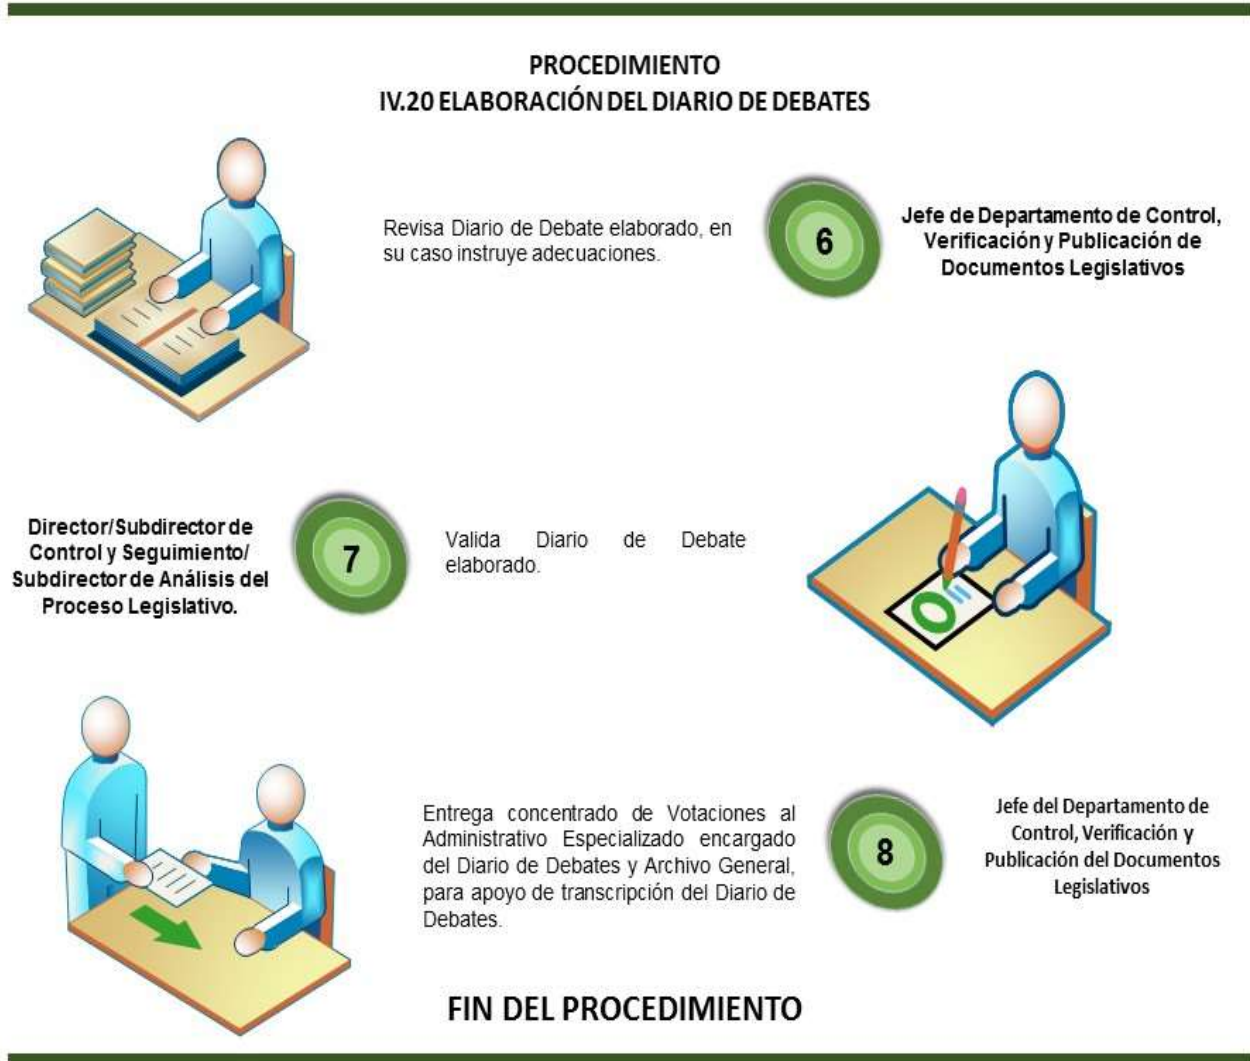 PROCEDIMIENTO
IV.20 ELABORACIÓN DEL DIARIO DE DEBATES
Revisa Diario de Debate elaborado, en
su caso instruye adecuaciones.
6
Jefe de Departamento de Control,
Verificación y Publicación de
Documentos Legislativos
Director/Subdirector de
Control y Seguimiento/
Subdirector de Análisis del
Proceso Legislativo.
7
Valida Diario de Debate
elaborado.
Entrega concentrado de Votaciones al
Administrativo Especializado encargado
del Diario de Debates y Archivo General,
para apoyo de transcripción del Diario de
Debates.
8
Jefe del Departamento de
Control, Verificación y
Publicación del Documentos
Legislativos
FIN DEL PROCEDIMIENTO